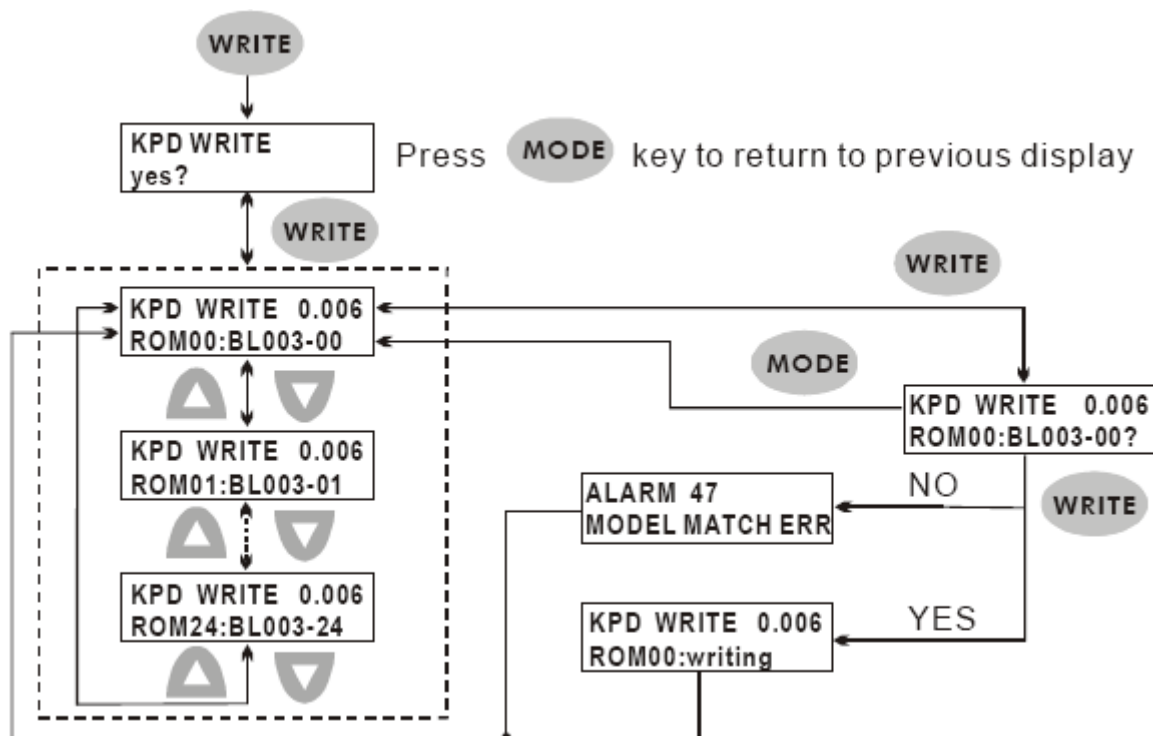 WRITE
KPD WRITE
yes?
Press MODE key to return to previous display
WRITE
WRITE
KPD WRITE 0.006
ROM00:BL003-00
MODE
KPD WRITE 0.006
ROM00:BL003-00?
KPD WRITE 0.006
ROM01:BL003-01
ALARM 47
MODEL MATCH ERR
NO
WRITE
KPD WRITE 0.006
ROM24:BL003-24
KPD WRITE 0.006
ROM00:writing
YES